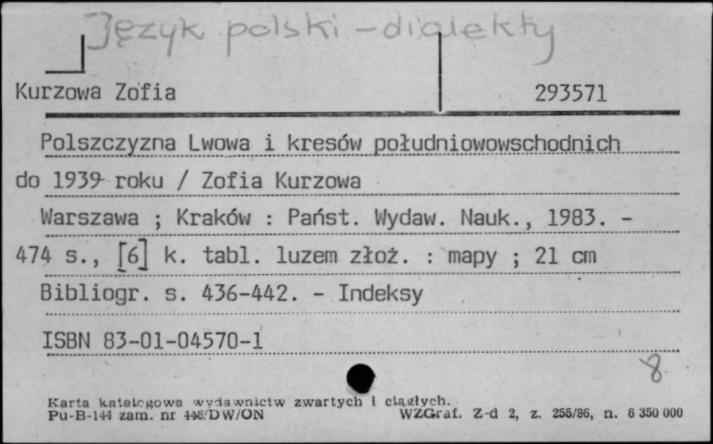 Język polski - dialekty
Kurzowa Zofia 293571
Polszczyzna Lwowa i kresów południowowschodnich
do 1939 roku / Zofia Kurzowa
Warszawa ; Kraków : Państ. Wydaw. Nauk., 1983. -
474 s., [6] k. tabl. luzem złoż. : mapy ; 21 cm
Bibliogr. s. 436-442. - Indeksy
ISBN 83-01-04570-1
8
Karta katalogowa wydawnictw zwartych i ciągłych.
Pu-B-144 zam. nr 448/DW/ON WZGraf. Z-d 2, z. 255/86, n. 6 350 000